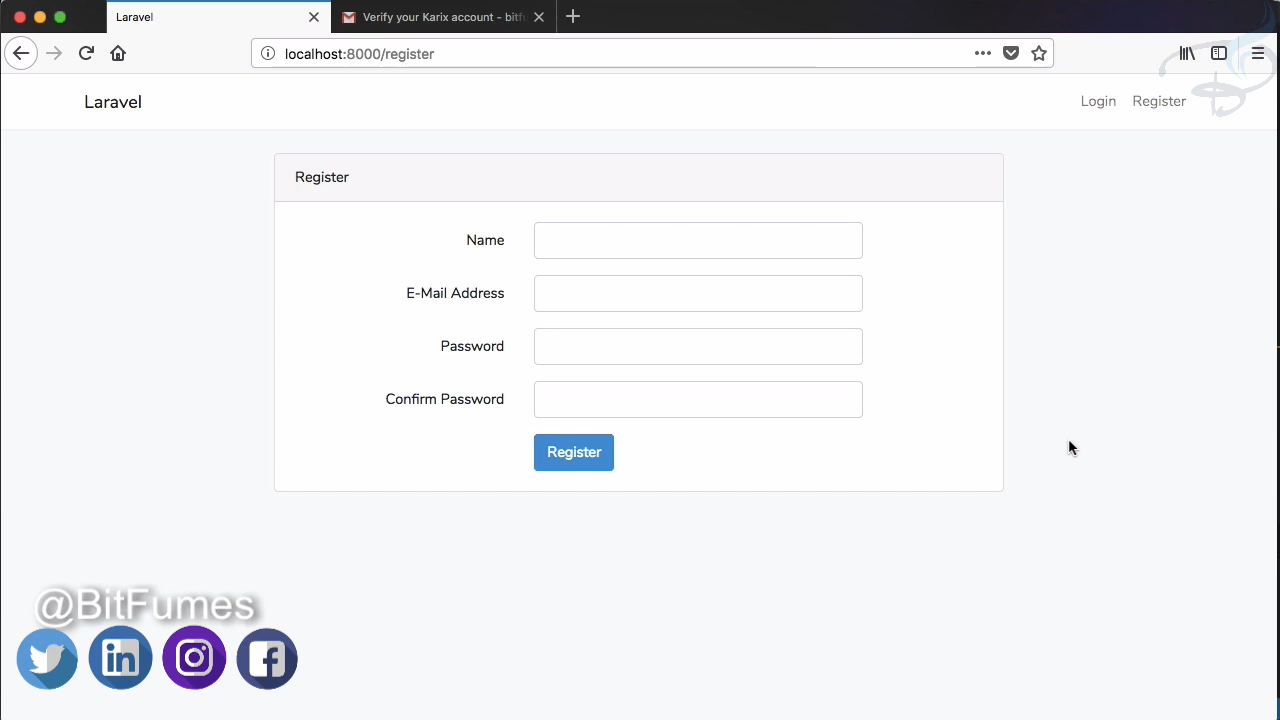 Laravel
Verify your Karix account - bitfu
localhost:8000/register
Laravel
Login
Register
Register
Name
E-Mail Address
Password
Confirm Password
Register
@BitFumes